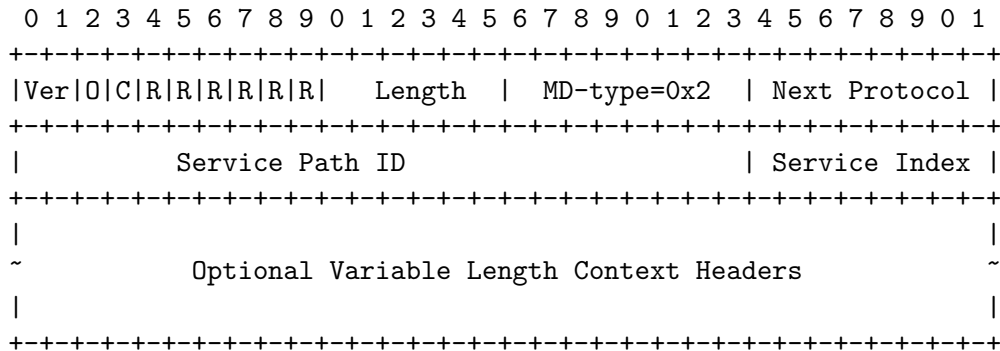 0 1 2 3 4 5 6 7 8 9 0 1 2 3 4 5 6 7 8 9 0 1 2 3 4 5 6 7 8 9 0 1
+-+-+-+-+-+-+-+-+-+-+-+-+-+-+-+-+-+-+-+-+-+-+-+-+-+-+-+-+-+-+-+-+
|Ver|O|C|R|R|R|R|R|R|   Length  |  MD-type=0x2  | Next Protocol |
+-+-+-+-+-+-+-+-+-+-+-+-+-+-+-+-+-+-+-+-+-+-+-+-+-+-+-+-+-+-+-+-+
|          Service Path ID                      | Service Index |
+-+-+-+-+-+-+-+-+-+-+-+-+-+-+-+-+-+-+-+-+-+-+-+-+-+-+-+-+-+-+-+-+
|                                                               |
~           Optional Variable Length Context Headers            ~
|                                                               |
+-+-+-+-+-+-+-+-+-+-+-+-+-+-+-+-+-+-+-+-+-+-+-+-+-+-+-+-+-+-+-+-+